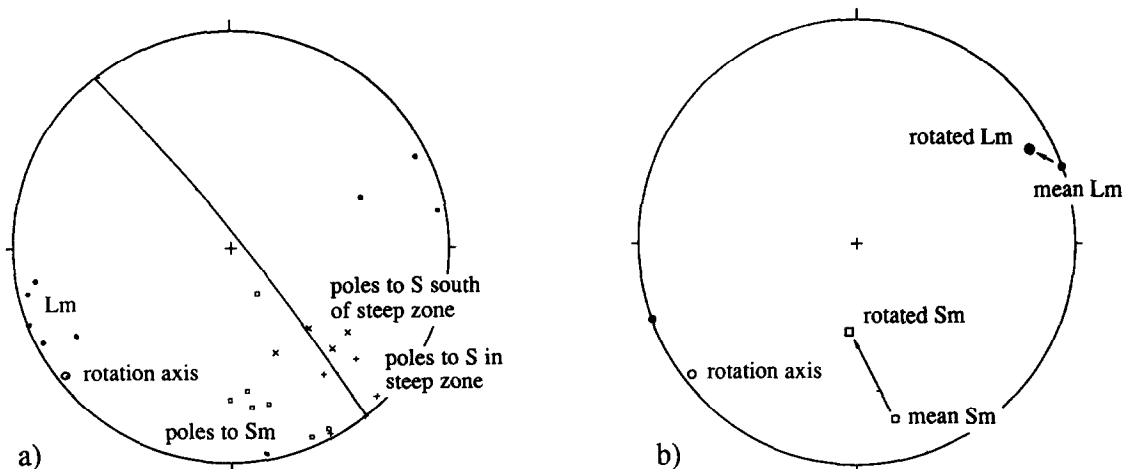 poles to S south
of steep zone
Lm
poles to S in
steep zone
rotation axis
poles to Sm
a)
rotated Lm
mean Lm
rotated Sm
rotation axis
mean Sm
b)